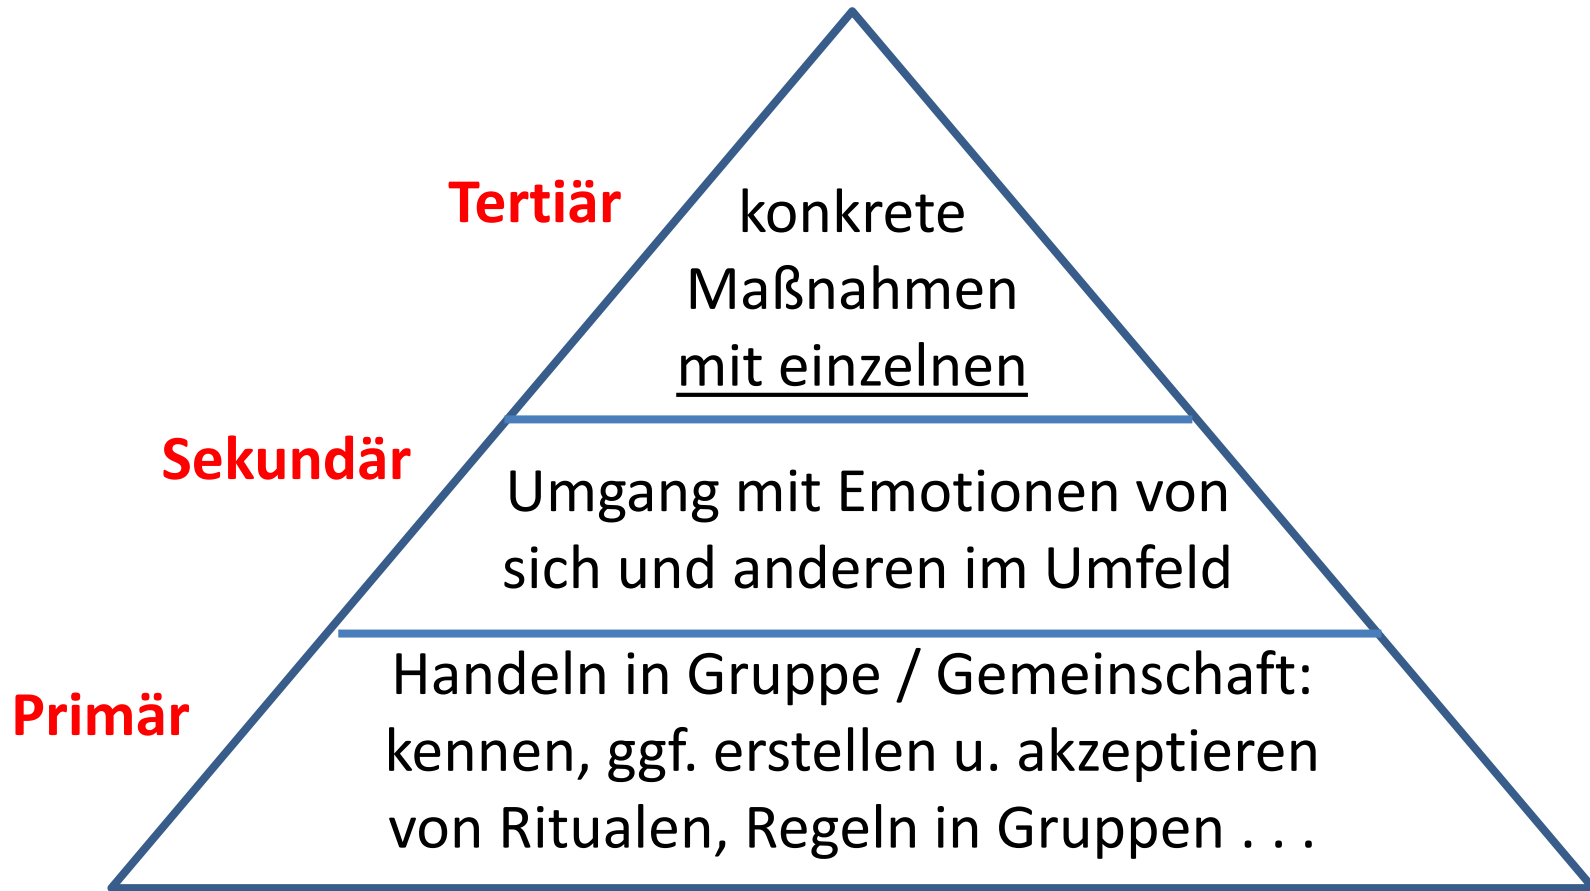 Tertiär
konkrete
Maßnahmen
mit einzelnen
Sekundär
Umgang mit Emotionen von
sich und anderen im Umfeld
Primär
Handeln in Gruppe / Gemeinschaft:
kennen, ggf. erstellen u. akzeptieren
von Ritualen, Regeln in Gruppen . . .